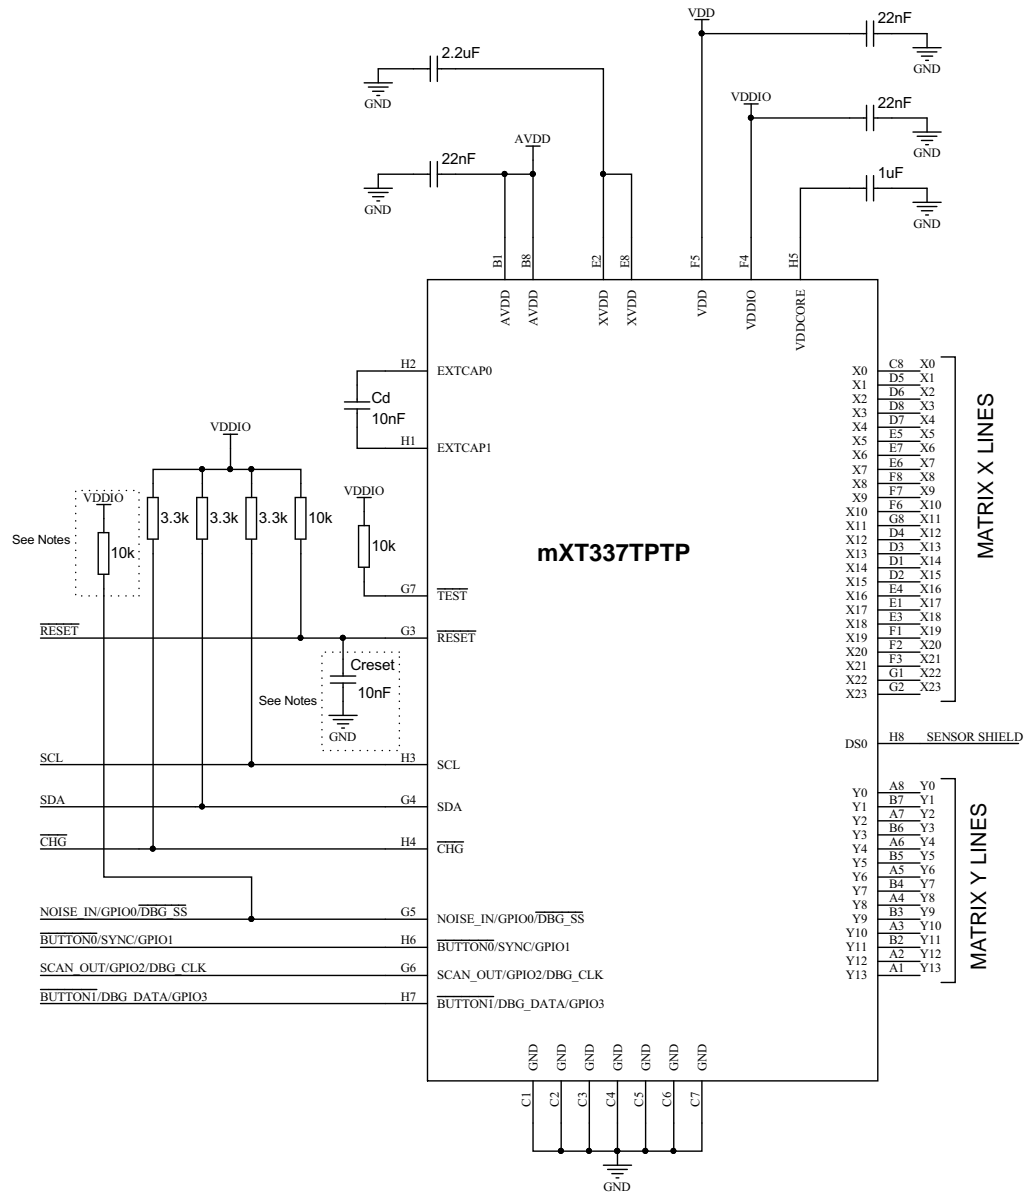 VDD
22nF
GND
2.2uF
GND
VDDIO
22nF
GND
AVDD
22nF
GND
1uF
GND
B1
B8
E2
E8
F5
F4
H5
AVDD
AVDD
XVDD
XVDD
VDD
VDDIO
VDDCORE
H2
EXTCAP0
Cd
10nF
H1
EXTCAP1
VDDIO
3.3k
3.3k
3.3k
10k
VDDIO
10k
See Notes
VDDIO
10k
mXT337TPTP
G7
TEST
RESET
G3
RESET
Creset
10nF
See Notes
GND
SCL
H3
SCL
SDA
G4
SDA
CHG
H4
CHG
NOISE_IN/GPIO0/DBG_SS
G5
NOISE_IN/GPIO0/DBG_SS
BUTTON0/SYNC/GPIO1
H6
BUTTON0/SYNC/GPIO1
SCAN_OUT/GPIO2/DBG_CLK
G6
SCAN_OUT/GPIO2/DBG_CLK
BUTTON1/DBG_DATA/GPIO3
H7
BUTTON1/DBG_DATA/GPIO3
X0 C8 X0
X1 D5 X1
X2 D6 X2
X3 D8 X3
X4 D7 X4
X5 E5 X5
X6 E7 X6
X7 E6 X7
X8 F8 X8
X9 F7 X9
X10 F6 X10
X11 G8 X11
X12 D4 X12
X13 D3 X13
X14 D1 X14
X15 D2 X15
X16 E4 X16
X17 E1 X17
X18 E3 X18
X19 F1 X19
X20 F2 X20
X21 F3 X21
X22 G1 X22
X23 G2 X23
MATRIX X LINES
DS0 H8 SENSOR SHIELD
Y0 A8 Y0
Y1 B7 Y1
Y2 A7 Y2
Y3 B6 Y3
Y4 A6 Y4
Y5 B5 Y5
Y6 A5 Y6
Y7 B4 Y7
Y8 A4 Y8
Y9 B3 Y9
Y10 A3 Y10
Y11 B2 Y11
Y12 A2 Y12
Y13 A1 Y13
MATRIX Y LINES
GND
GND
GND
GND
GND
GND
GND
C1
C2
C3
C4
C5
C6
C7
GND